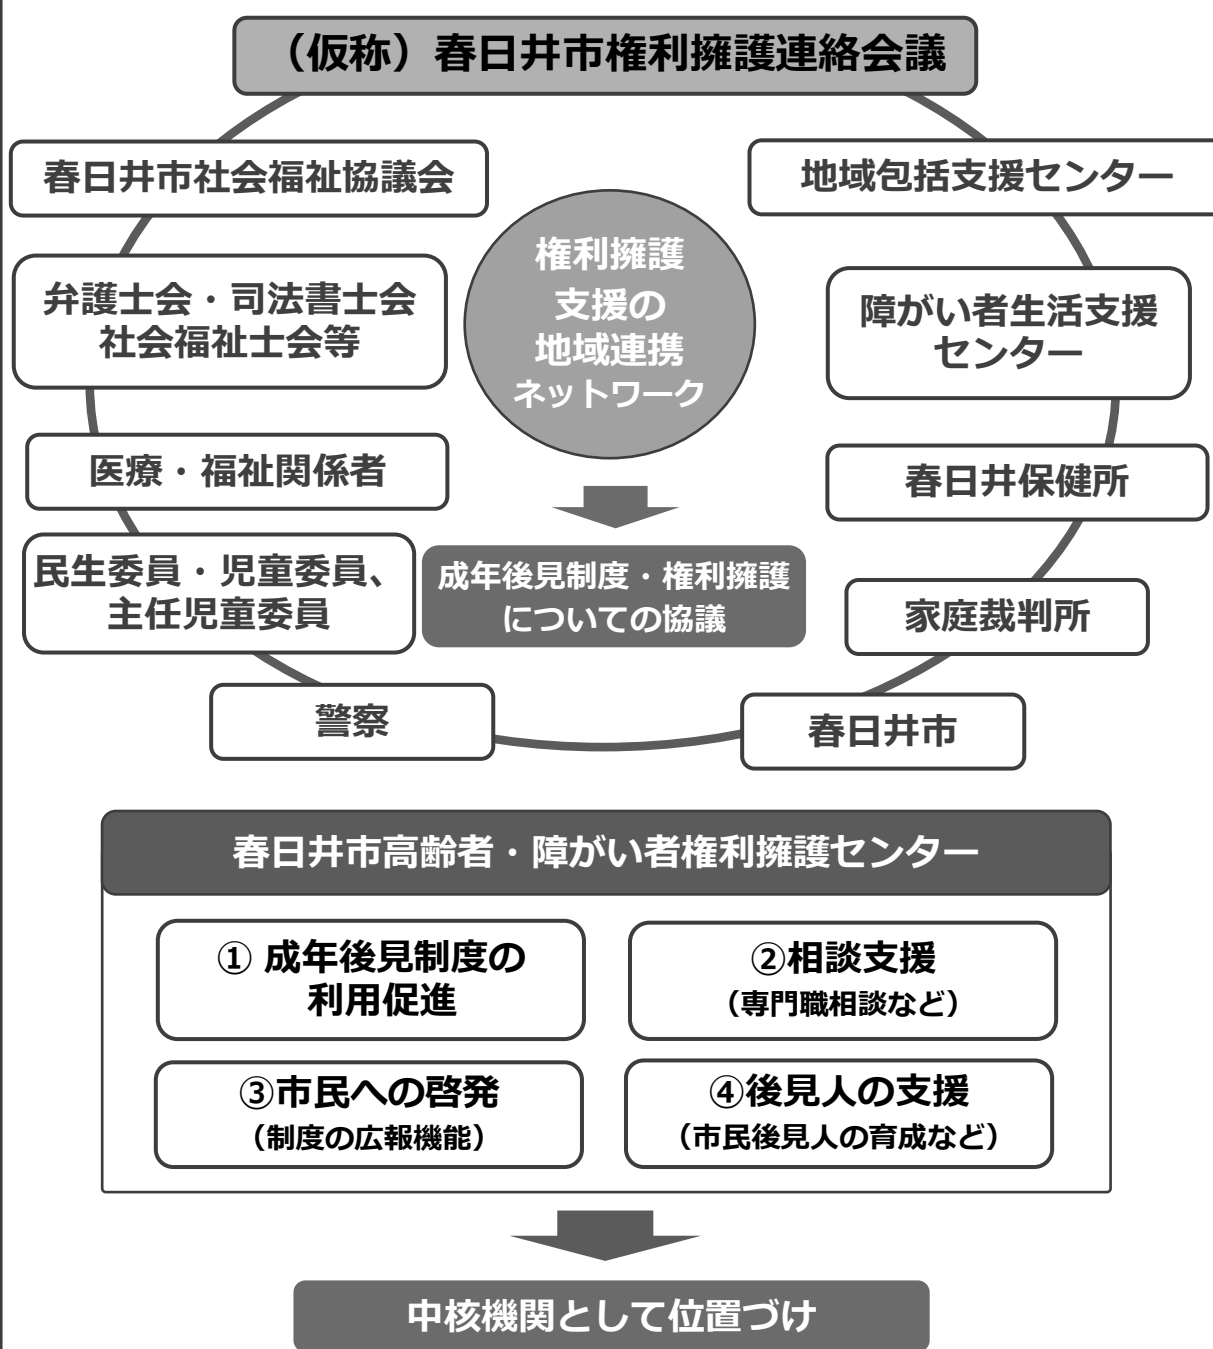 （仮称）春日井市権利擁護連絡会議
春日井市社会福祉協議会
地域包括支援センター
権利擁護
支援の
地域連携
ネットワーク
弁護士会・司法書士会
社会福祉士会等
障がい者生活支援
センター
医療・福祉関係者
春日井保健所
民生委員・児童委員、
主任児童委員
成年後見制度・権利擁護
についての協議
家庭裁判所
警察
春日井市
春日井市高齢者・障がい者権利擁護センター
① 成年後見制度の
利用促進
②相談支援
（専門職相談など）
③市民への啓発
（制度の広報機能）
④後見人の支援
（市民後見人の育成など）
中核機関として位置づけ